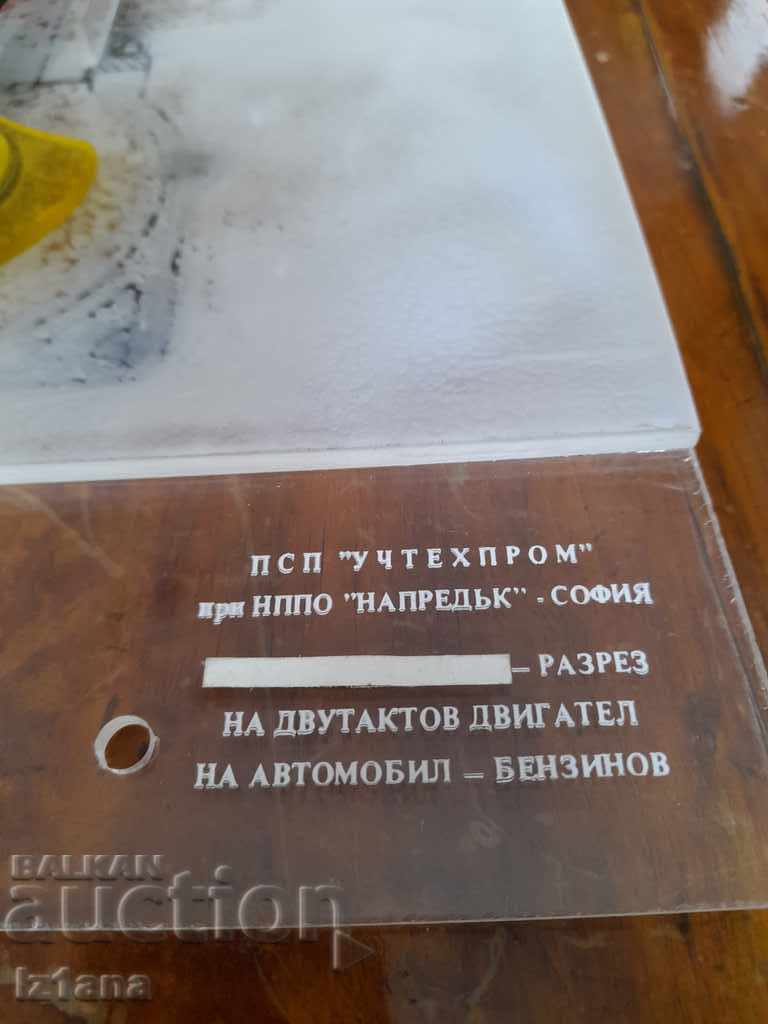 ПСП "УЧТЕХПРОМ"
при НППО "НАПРЕДЪК" - СОФИЯ
– РАЗРЕЗ
НА ДВУТАКТОВ ДВИГАТЕЛ
НА АВТОМОБИЛ – БЕНЗИНОВ
BALKAN
auction
Iz1ana